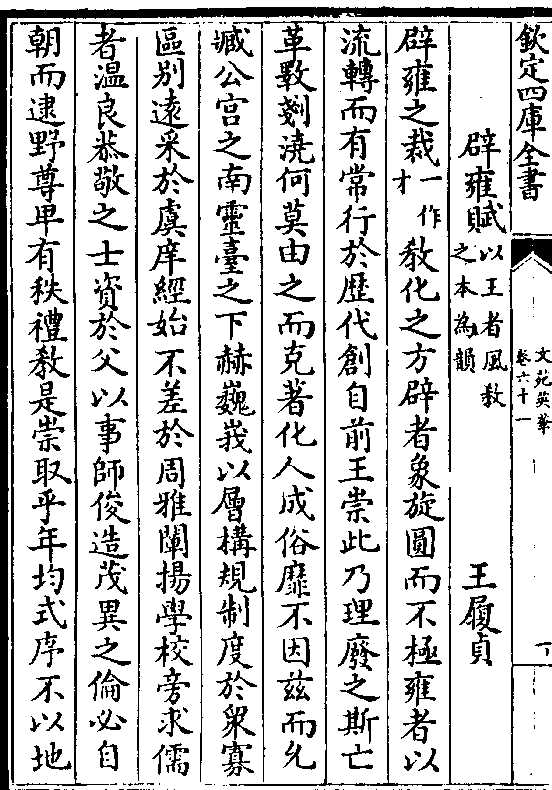 欽定四庫全書
文苑英華
卷六十一
辟雍賦以王者風教之本為韻 王履貞
辟雍之裁一作才教化之方辟者象旋圓而不極雍者以
流轉而有常行於歷代創自前王崇此乃理廢之斯亡
革斁剗澆何莫由之而克著化人成俗靡不因茲而允
臧公宮之南靈臺之下赫巍峩以層構規制度於衆寡
區別遠采於虞庠經始不差於周雅闡揚學校旁求儒
者溫良恭敬之士資於父以事師俊造茂異之倫必自
朝而逮野尊卑有秩禮教是崇取乎年均式序不以地